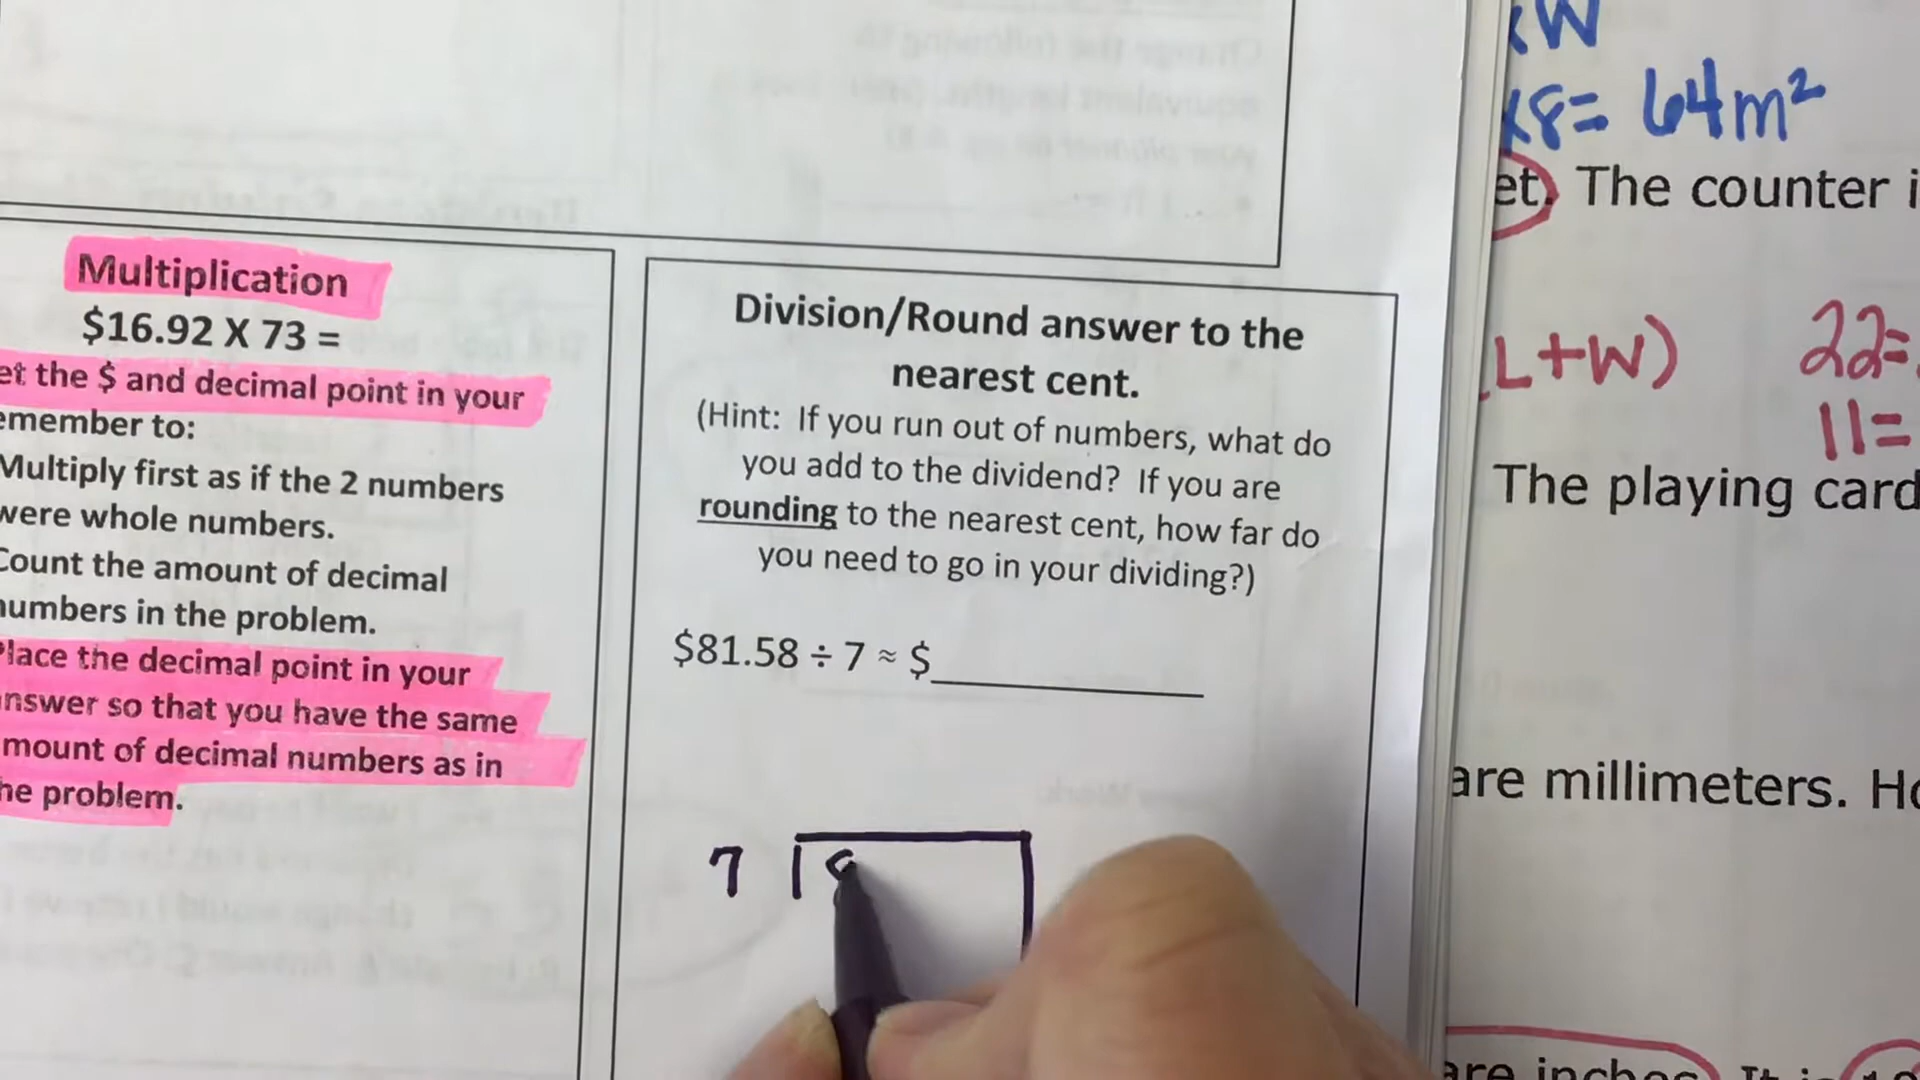 Multiplication
$16.92 X 73 =
et the $ and decimal point in your
emember to:
Multiply first as if the 2 numbers
were whole numbers.
Count the amount of decimal
numbers in the problem.
Place the decimal point in your
nswer so that you have the same
mount of decimal numbers as in
he problem.
Division/Round answer to the
nearest cent.
(Hint: If you run out of numbers, what do
you add to the dividend? If you are
rounding to the nearest cent, how far do
you need to go in your dividing?)
$81.58 ÷ 7 ≈ $
7
xW
x8= 64m²
et. The counter i
(L+W) 22=
11=
The playing card
are millimeters. Ho
are inches